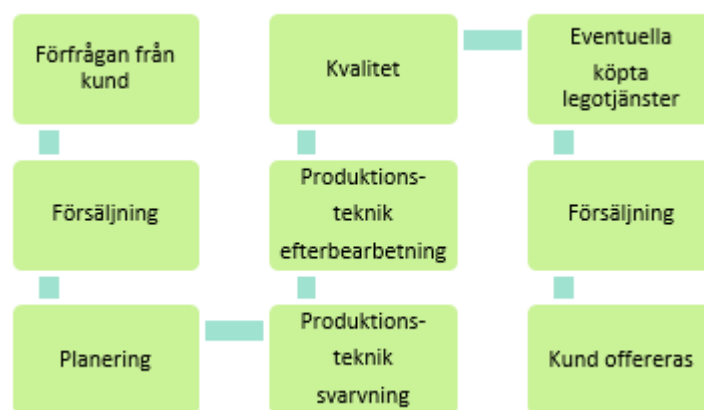 Förfrågan från
kund
Försäljning
Planering
Produktions-
teknik
svarvning
Produktions-
teknik
efterbearbetning
Kvalitet
Eventuella
köpta
legotjänster
Försäljning
Kund offereras